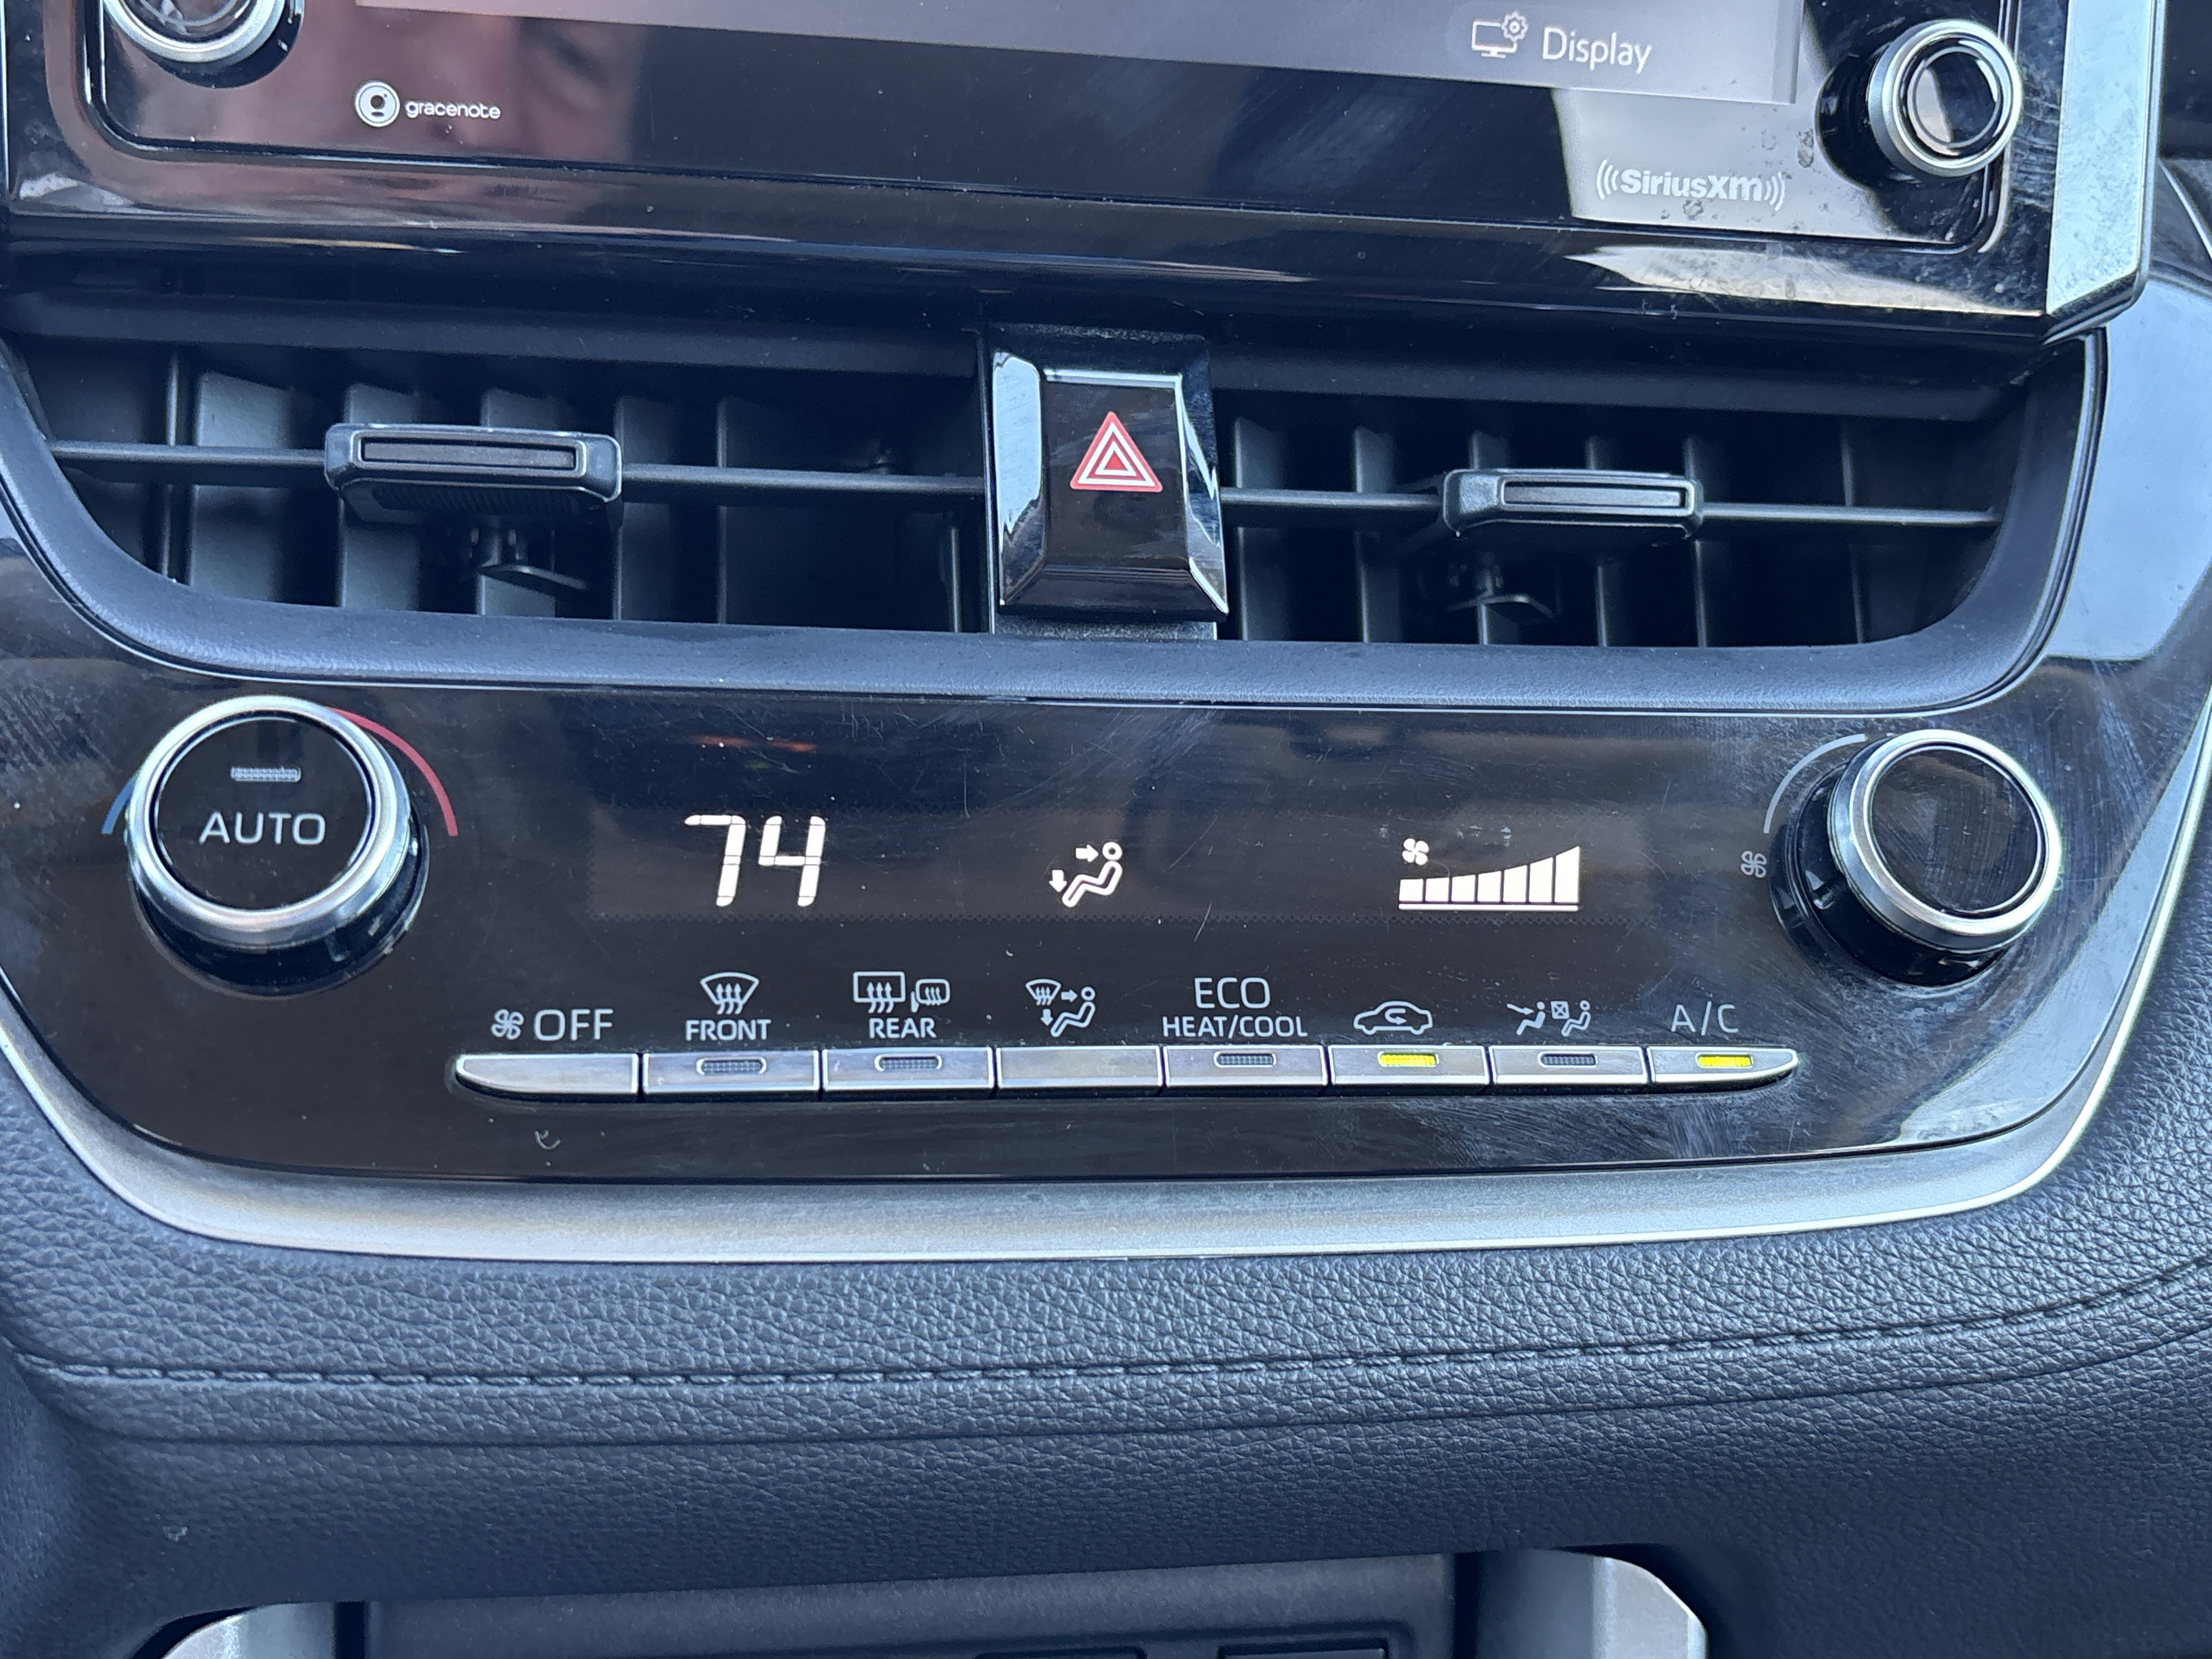 Display
gracenote
((SiriusXm))
AUTO
74
OFF
FRONT
REAR
ECO
HEAT/COOL
A/C